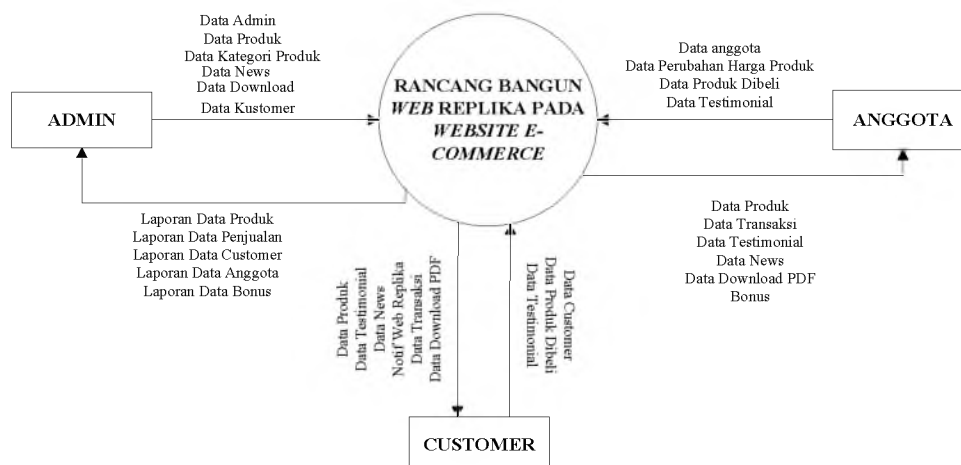 Data Admin
Data Produk
Data Kategori Produk
Data News
Data Download
Data Kustomer
ADMIN
Laporan Data Produk
Laporan Data Penjualan
Laporan Data Customer
Laporan Data Anggota
Laporan Data Bonus
RANCANG BANGUN
WEB REPLIKA PADA
WEBSITE E-
COMMERCE
Data anggota
Data Perubahan Harga Produk
Data Produk Dibeli
Data Testimonial
ANGGOTA
Data Produk
Data Transaksi
Data Testimonial
Data News
Data Download PDF
Bonus
Data Produk
Data Testimonial
Data News
Notif Web Replika
Data Transaksi
Data Download PDF
Data Customer
Data Produk Dibeli
Data Testimonial
CUSTOMER